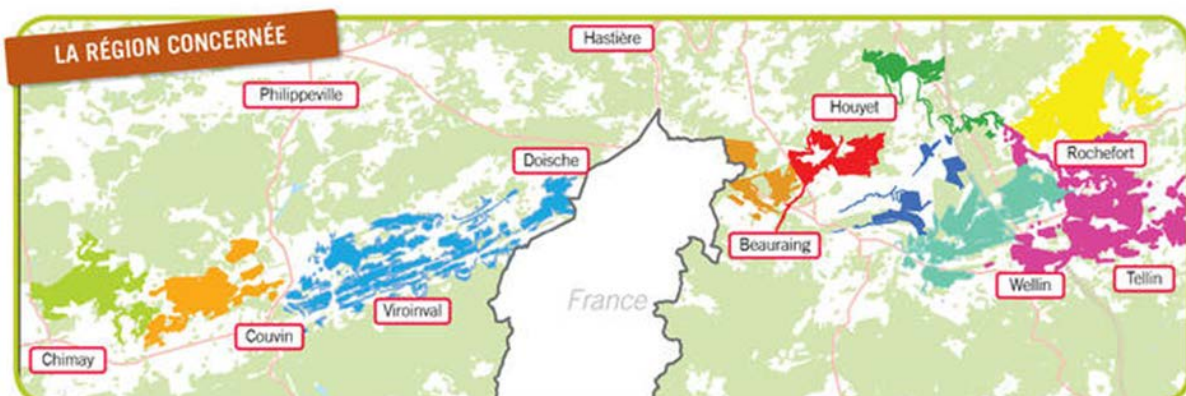 LA RÉGION CONCERNÉE
Hastière
Philippeville
Houyet
Doische
Rochefort
Beauraing
France
Viroinval
Wellin
Tellin
Couvin
Chimay